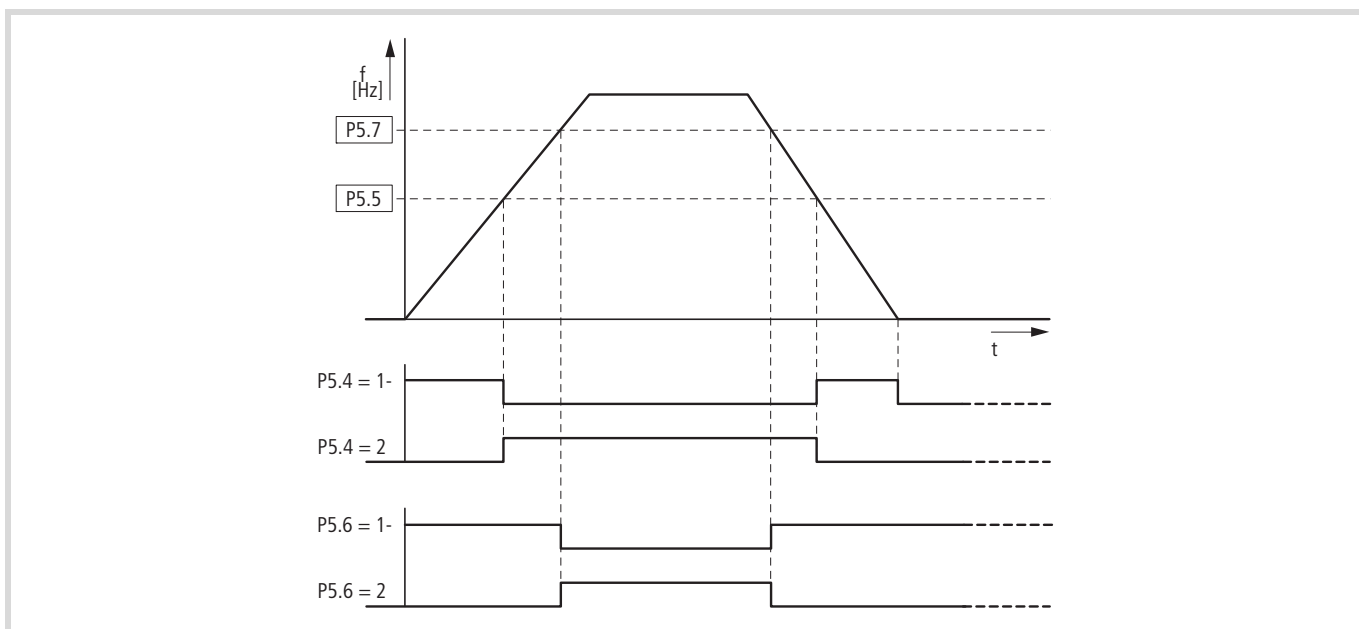 f
[Hz]
P5.7
P5.5
t
P5.4 = 1-
P5.4 = 2
P5.6 = 1-
P5.6 = 2